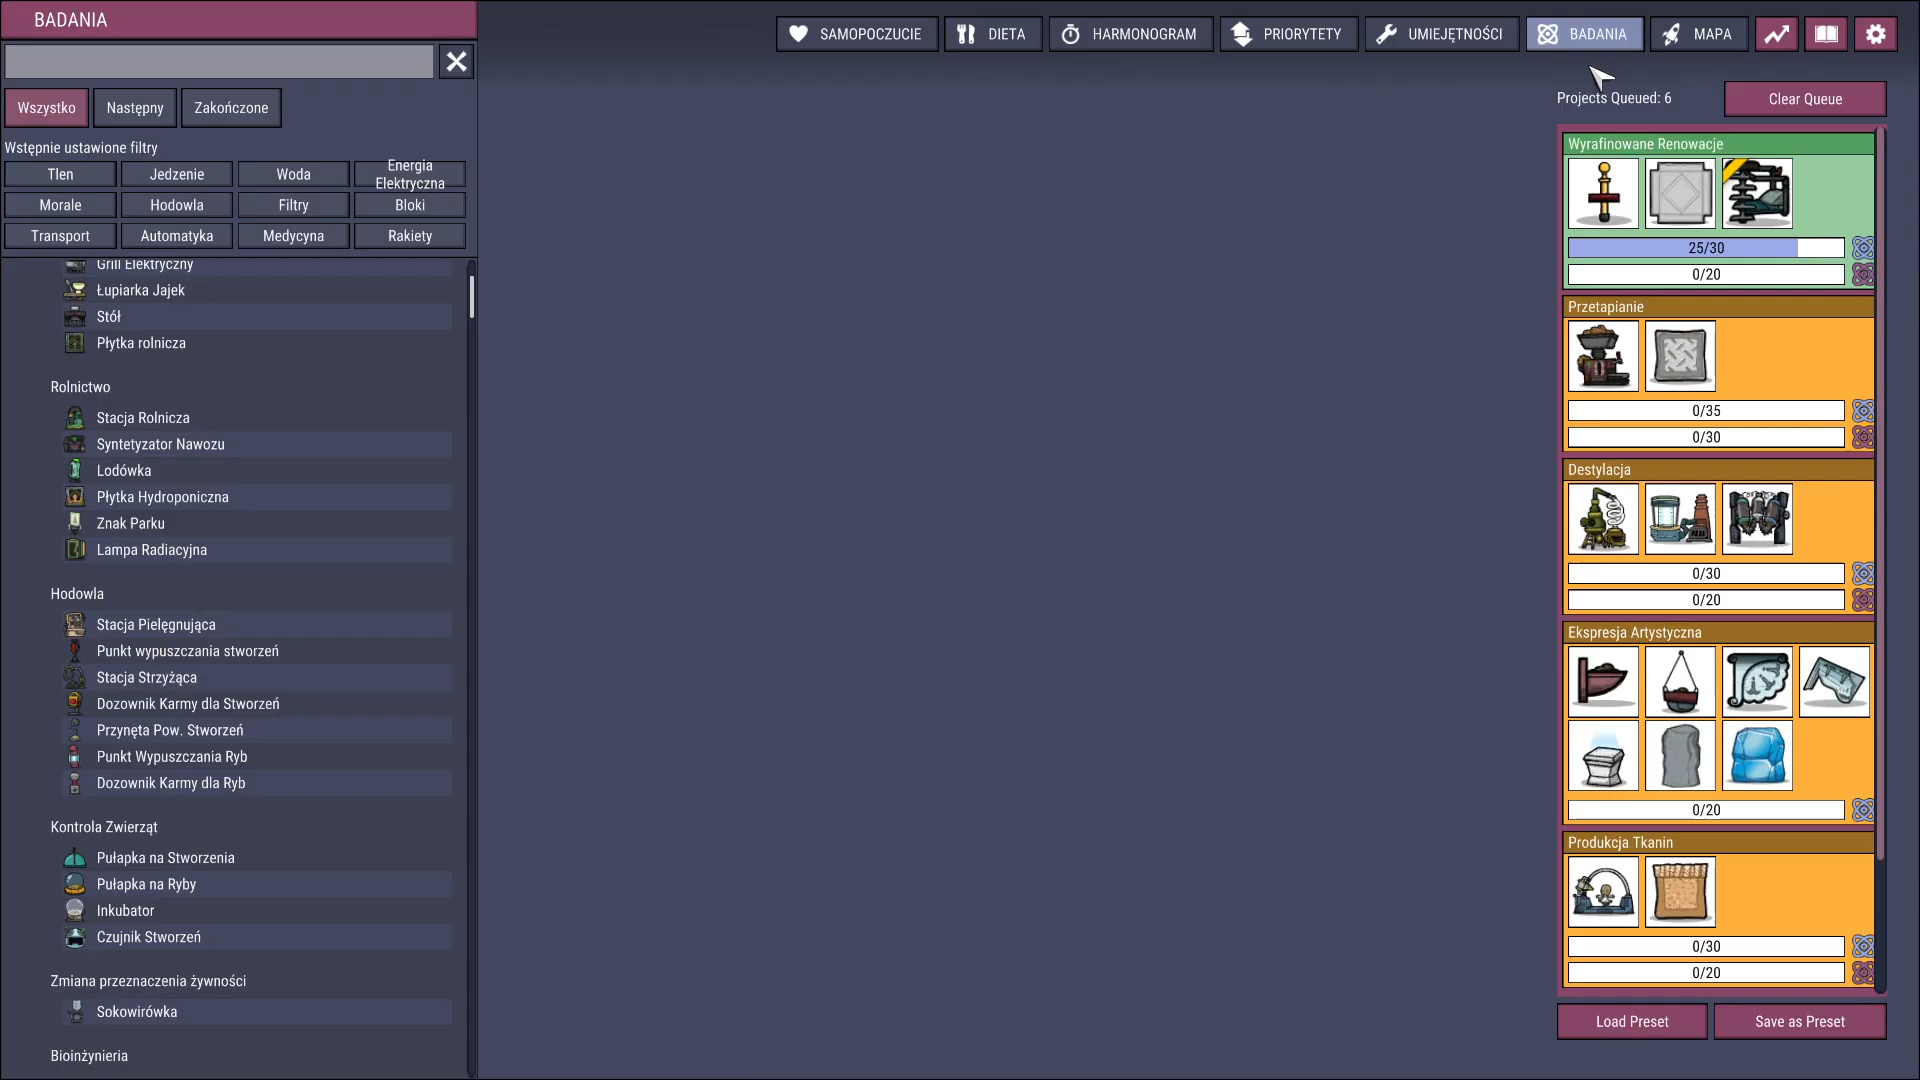 BADANIA
SAMOPOCZUCIE
DIETA
HARMONOGRAM
PRIORYTETY
UMIEJĘTNOŚCI
BADANIA
MAPA
Wszystko
Następny
Zakończone
Wstępnie ustawione filtry
Tlen
Jedzenie
Woda
Energia
Elektryczna
Morale
Hodowla
Filtry
Bloki
Transport
Automatyka
Medycyna
Rakiety
Grill Elektryczny
Łupiarka Jajek
Stół
Płytka rolnicza
Rolnictwo
Stacja Rolnicza
Syntetyzator Nawozu
Lodówka
Płytka Hydroponiczna
Znak Parku
Lampa Radiacyjna
Hodowla
Stacja Pielęgnująca
Punkt wypuszczania stworzeń
Stacja Strzyżąca
Dozownik Karmy dla Stworzeń
Przynęta Pow. Stworzeń
Punkt Wypuszczania Ryb
Dozownik Karmy dla Ryb
Kontrola Zwierząt
Pułapka na Stworzenia
Pułapka na Ryby
Inkubator
Czujnik Stworzeń
Zmiana przeznaczenia żywności
Sokowirówka
Bioinżynieria
Projects Queued: 6
Clear Queue
Wyrafinowane Renowacje
25/30
0/20
Przetapianie
0/35
0/30
Destylacja
0/30
0/20
Ekspresja Artystyczna
0/20
Produkcja Tkanin
0/30
0/20
Load Preset
Save as Preset